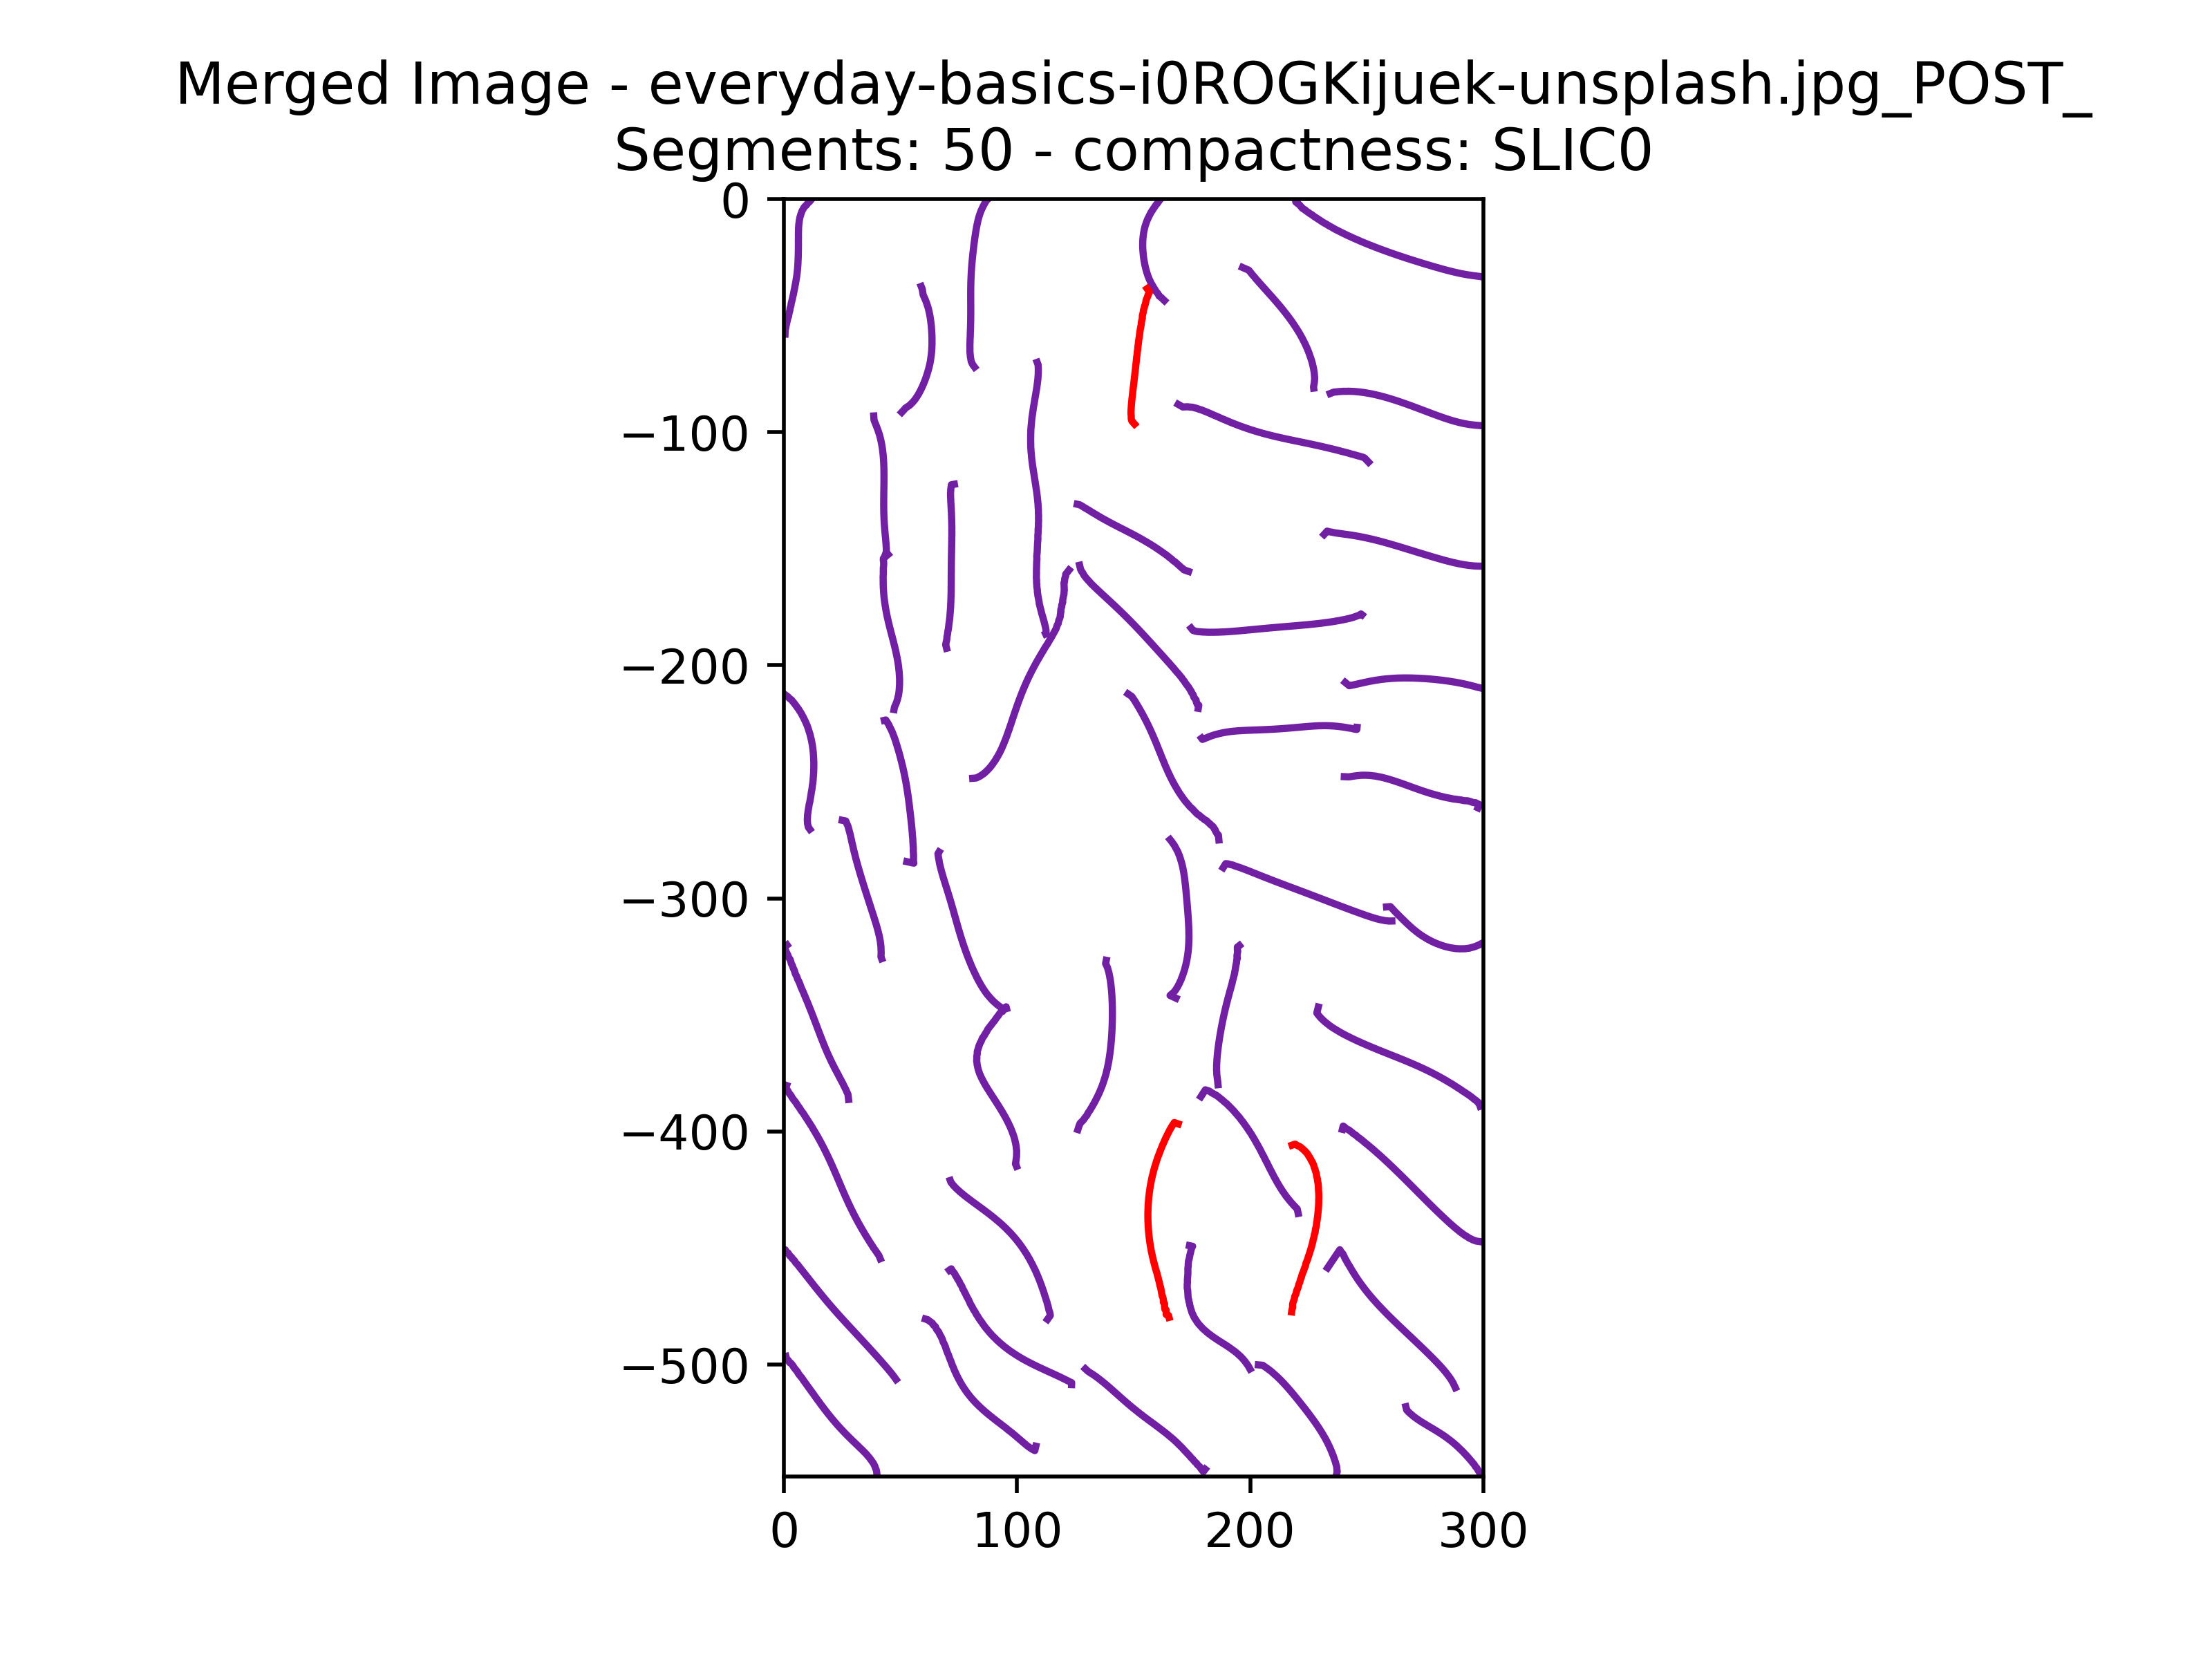 Merged Image - everyday-basics-i0ROGKijuek-unsplash.jpg_POST_
Segments: 50 - compactness: SLIC0
0
−100
−200
−300
−400
−500
0 100 200 300